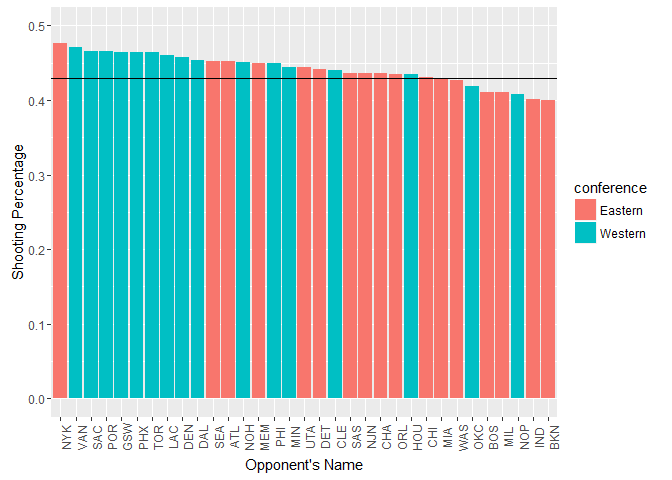 0.5
0.4
0.3
0.2
0.1
0.0
Shooting Percentage
NYK
VAN
SAC
POR
GSW
PHX
TOR
LAC
DEN
DAL
SEA
ATL
NOH
MEM
PHI
MIN
UTA
DET
CLE
SAS
NJN
CHA
ORL
HOU
CHI
MIA
WAS
OKC
BOS
MIL
NOP
IND
BKN
Opponent's Name
conference
Eastern
Western